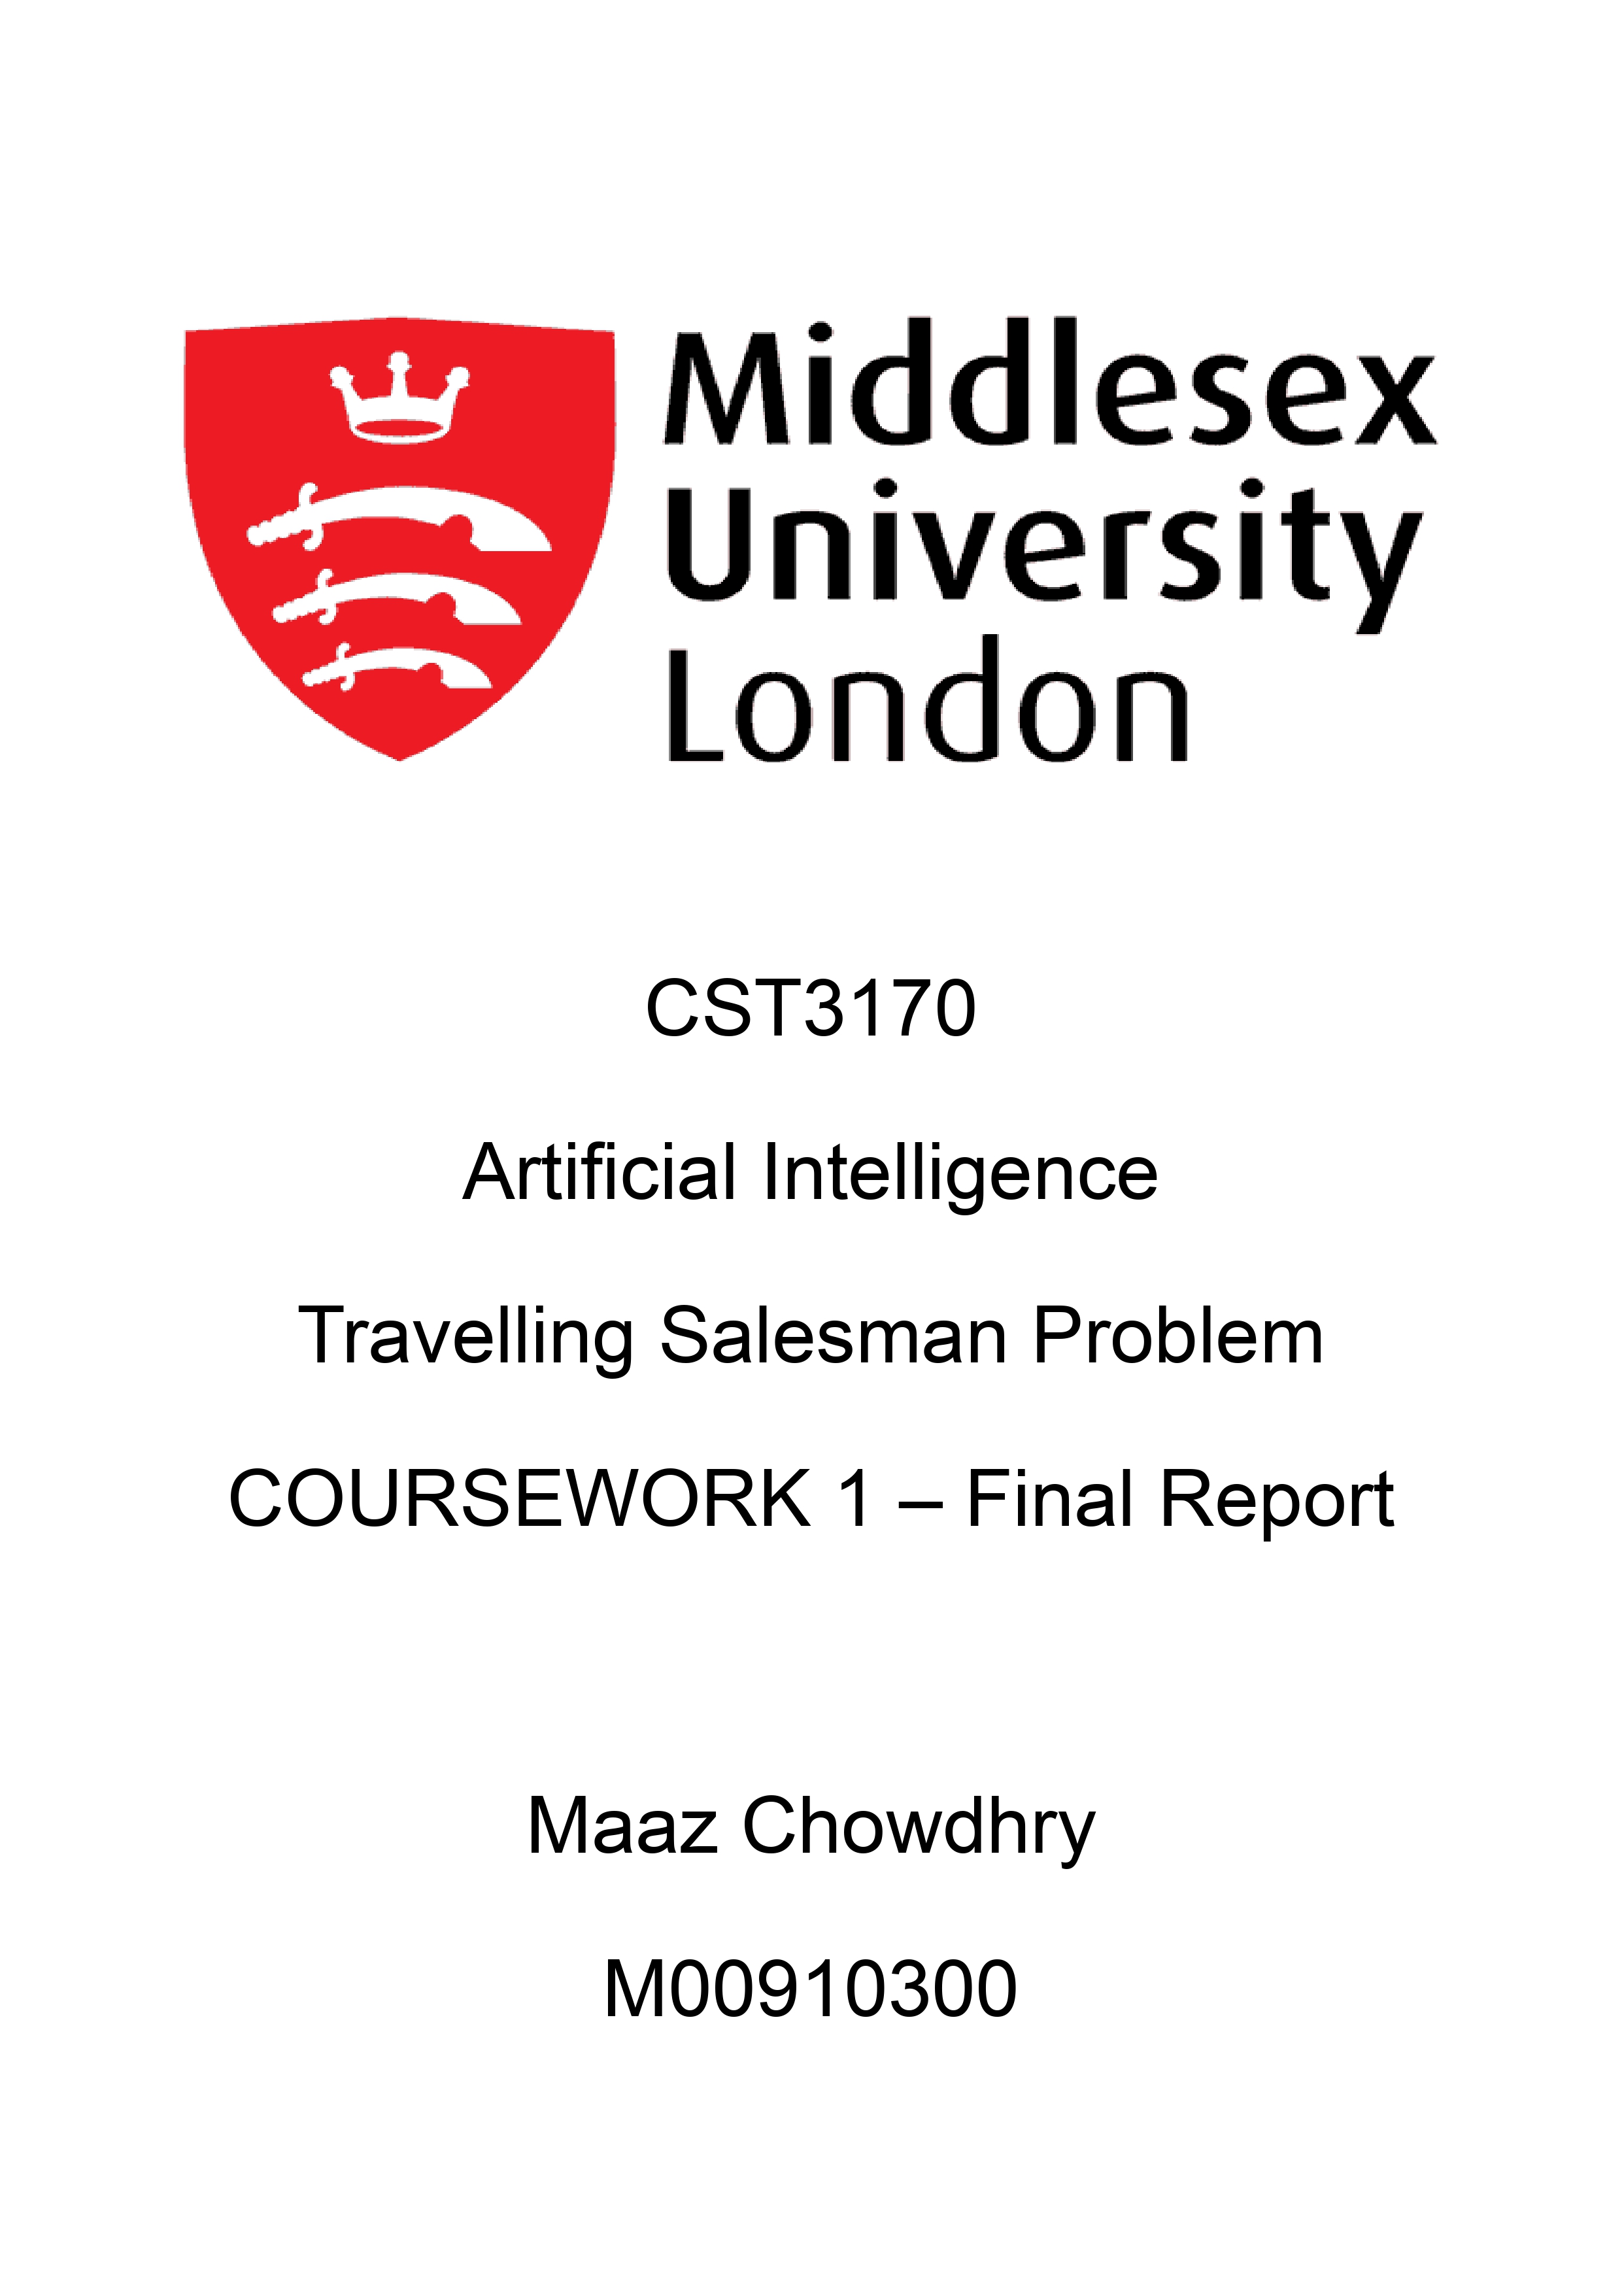 Middlesex
University
London
CST3170
Artificial Intelligence
Travelling Salesman Problem
COURSEWORK 1 – Final Report
Maaz Chowdhry
M00910300